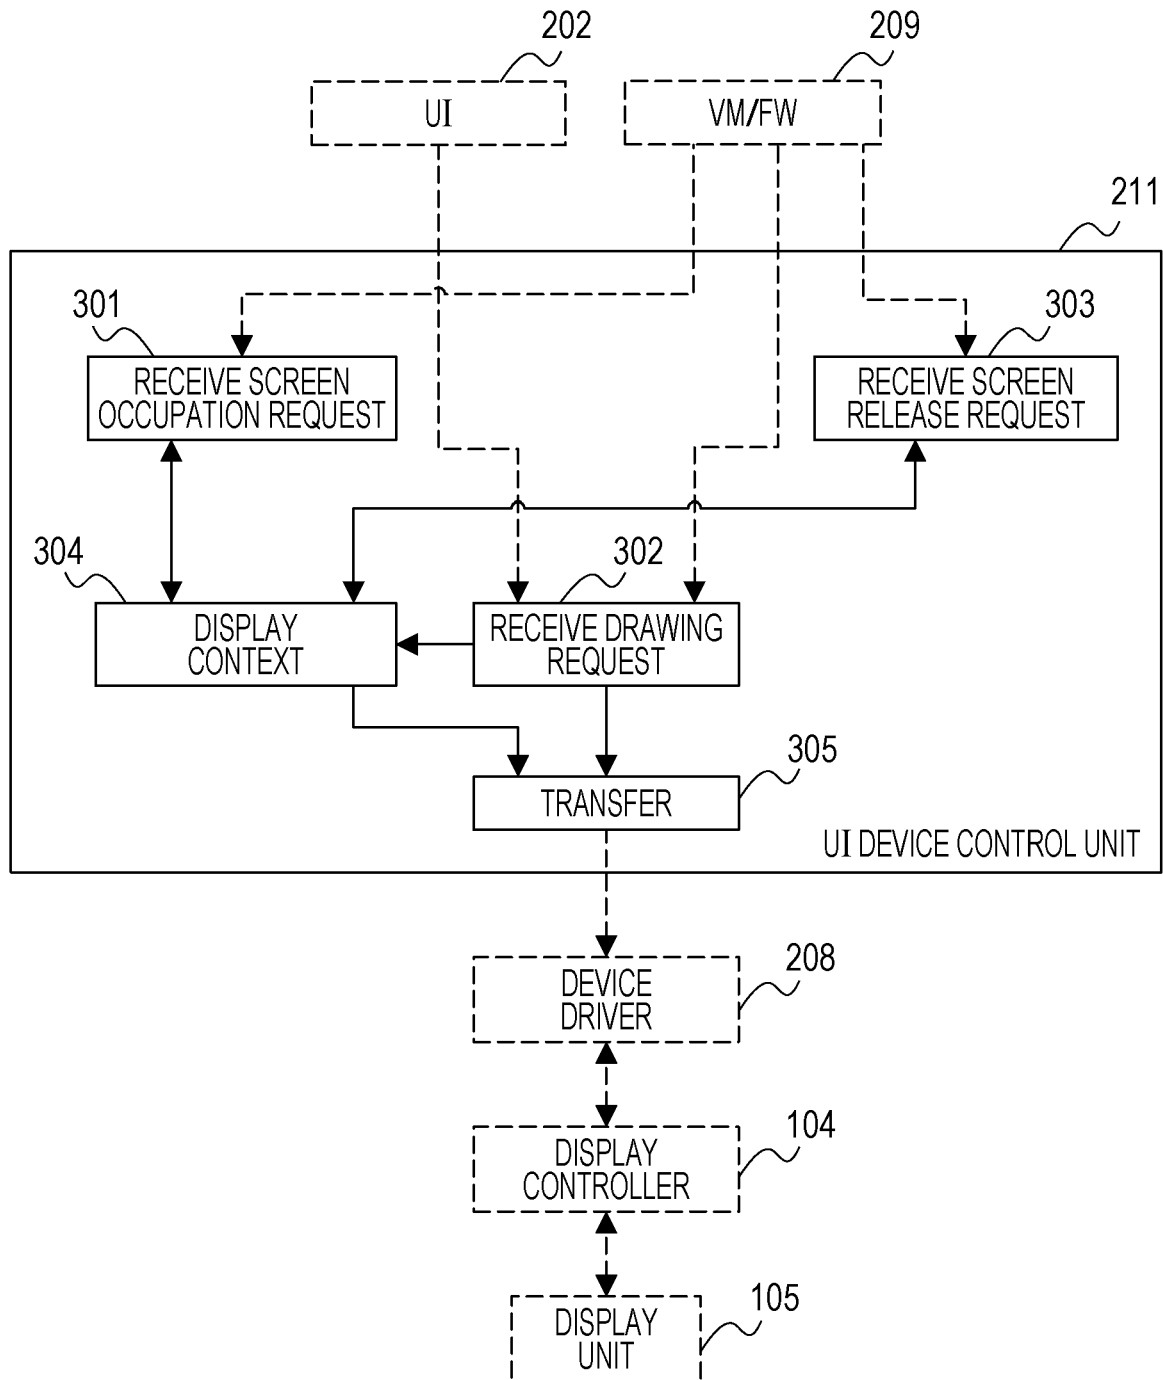 202
209
UI
VM/FW
211
301
303
RECEIVE SCREEN
OCCUPATION REQUEST
RECEIVE SCREEN
RELEASE REQUEST
304
302
DISPLAY
CONTEXT
RECEIVE DRAWING
REQUEST
305
TRANSFER
UI DEVICE CONTROL UNIT
208
DEVICE
DRIVER
104
DISPLAY
CONTROLLER
105
DISPLAY
UNIT